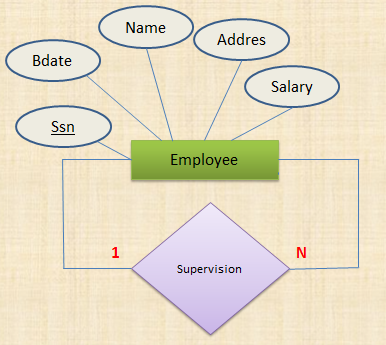 Name
Addres
Bdate
Salary
Ssn
Employee
1
N
Supervision